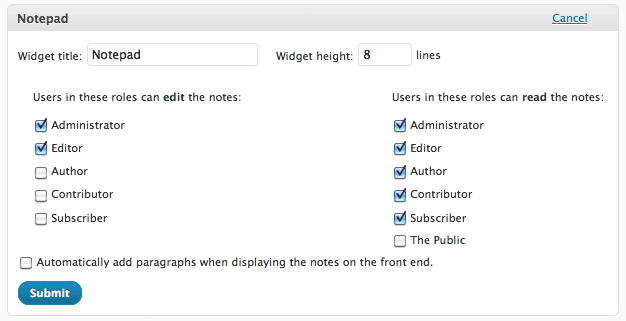 Notepad Cancel
Widget title: Notepad Widget height: 8 lines
Users in these roles can edit the notes: Users in these roles can read the notes:
Administrator Administrator
Editor Editor
Author Author
Contributor Contributor
Subscriber Subscriber
The Public
Automatically add paragraphs when displaying the notes on the front end.
Submit